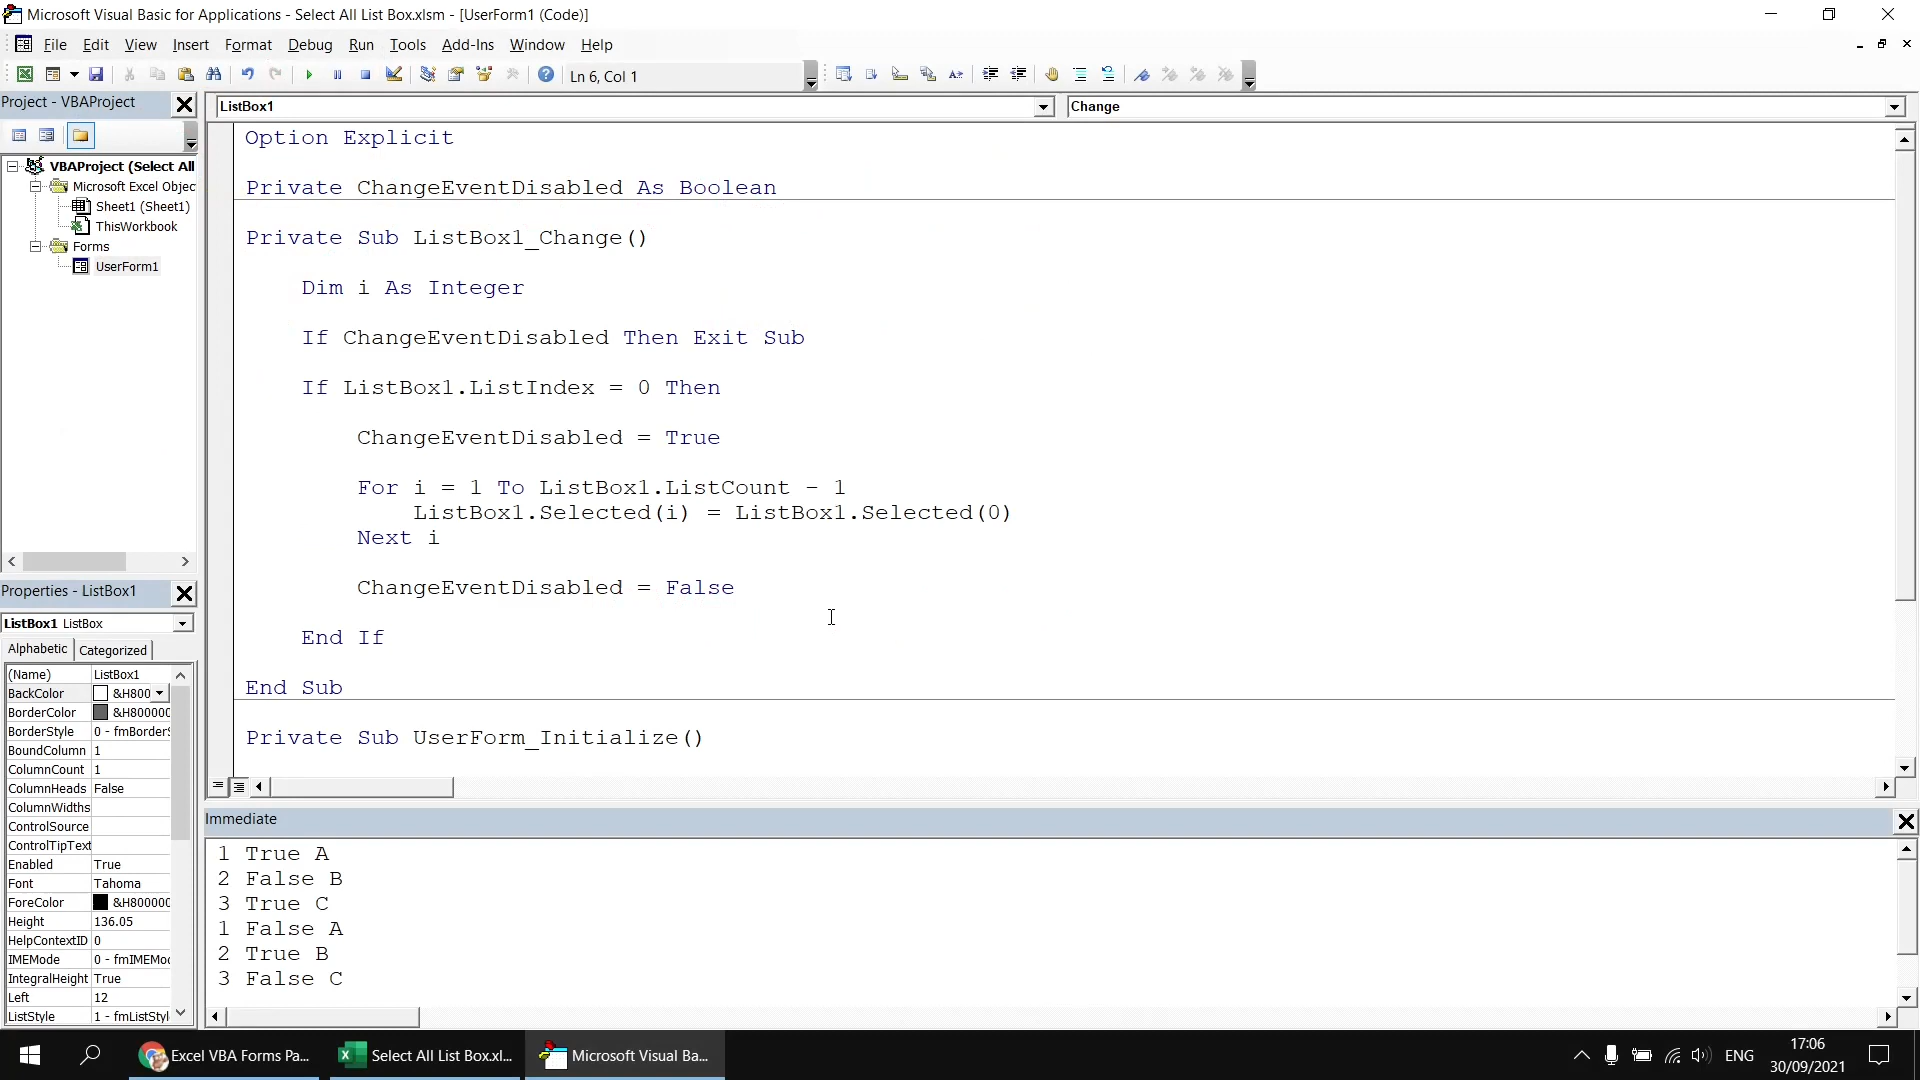 Microsoft Visual Basic for Applications - Select All List Box.xlsm - [UserForm1 (Code)]
File Edit View Insert Format Debug Run Tools Add-Ins Window Help
Ln 6, Col 1
Project - VBAProject
VBAProject (Select All
Microsoft Excel Objec
Sheet1 (Sheet1)
ThisWorkbook
Forms
UserForm1
Properties - ListBox1
ListBox1 ListBox
Alphabetic Categorized
(Name) ListBox1
BackColor &H800
BorderColor &H800000
BorderStyle 0 - fmBorderS
BoundColumn 1
ColumnCount 1
ColumnHeads False
ColumnWidths
ControlSource
ControlTipText
Enabled True
Font Tahoma
ForeColor &H800000
Height 136.05
HelpContextID 0
IMEMode 0 - fmIMEMod
IntegralHeight True
Left 12
ListStyle 1 - fmListStyl
ListBox1 Change
Option Explicit
Private ChangeEventDisabled As Boolean
Private Sub ListBox1_Change()
Dim i As Integer
If ChangeEventDisabled Then Exit Sub
If ListBox1.ListIndex = 0 Then
ChangeEventDisabled = True
For i = 1 To ListBox1.ListCount - 1
ListBox1.Selected(i) = ListBox1.Selected(0)
Next i
ChangeEventDisabled = False
End If
End Sub
Private Sub UserForm_Initialize()
Immediate
1 True A
2 False B
3 True C
1 False A
2 True B
3 False C
Excel VBA Forms Pa...
Select All List Box.xl...
Microsoft Visual Ba...
ENG
17:06
30/09/2021